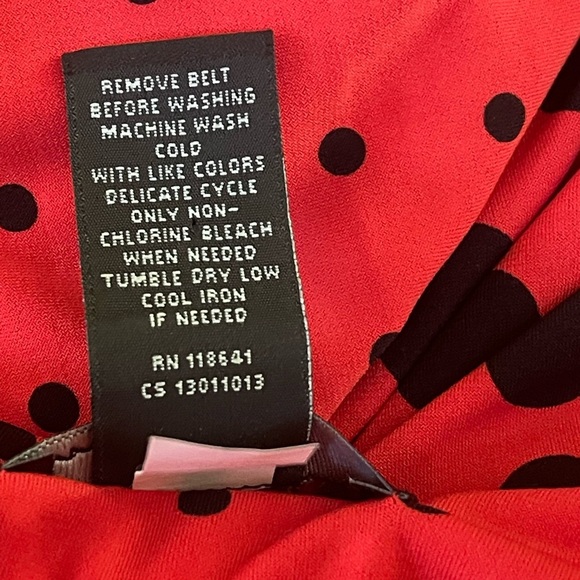 REMOVE BELT
BEFORE WASHING
MACHINE WASH
COLD
WITH LIKE COLORS
DELICATE CYCLE
ONLY NON-
CHLORINE BLEACH
WHEN NEEDED
TUMBLE DRY LOW
COOL IRON
IF NEEDED
RN 118641
CS 13011013